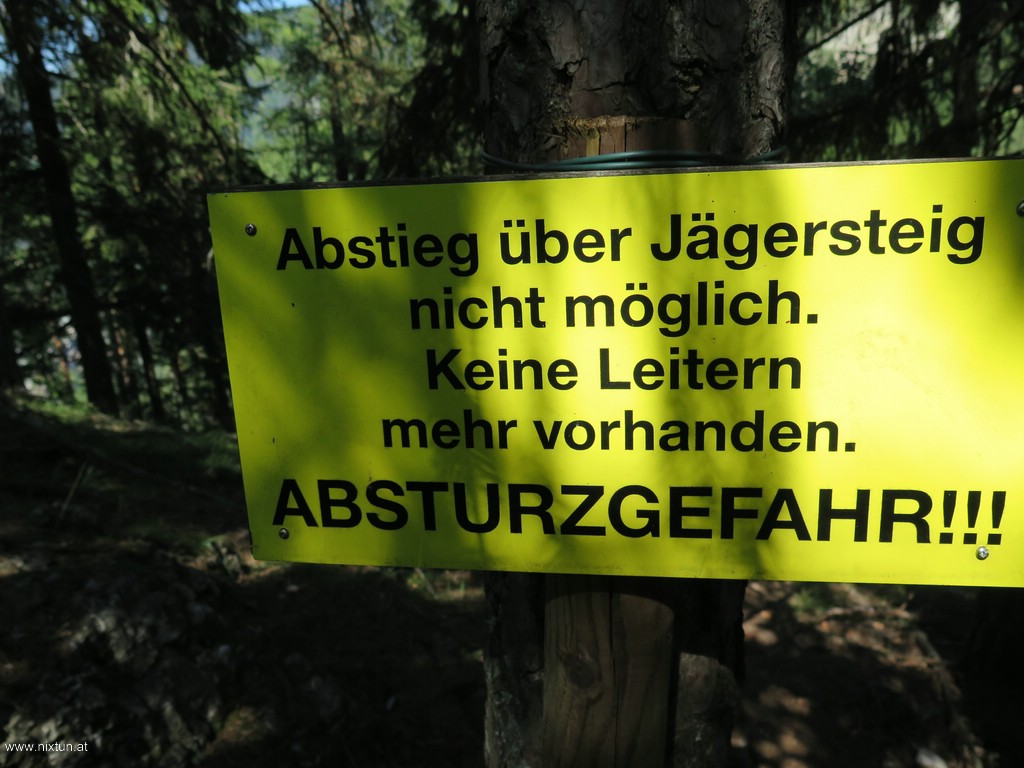 Abstieg über Jägersteig
nicht möglich.
Keine Leitern
mehr vorhanden.
ABSTURZGEFAHR!!!
www.nixtun.at